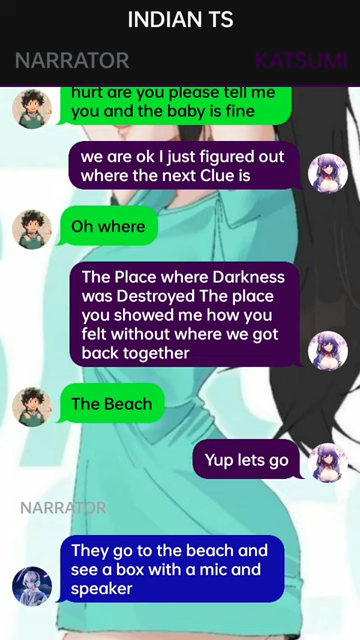 INDIAN TS
NARRATOR
KATSUMI
hurt are you please tell me
you and the baby is fine
we are ok I just figured out
where the next Clue is
Oh where
The Place where Darkness
was Destroyed The place
you showed me how you
felt without where we got
back together
The Beach
Yup lets go
NARRATOR
They go to the beach and
see a box with a mic and
speaker